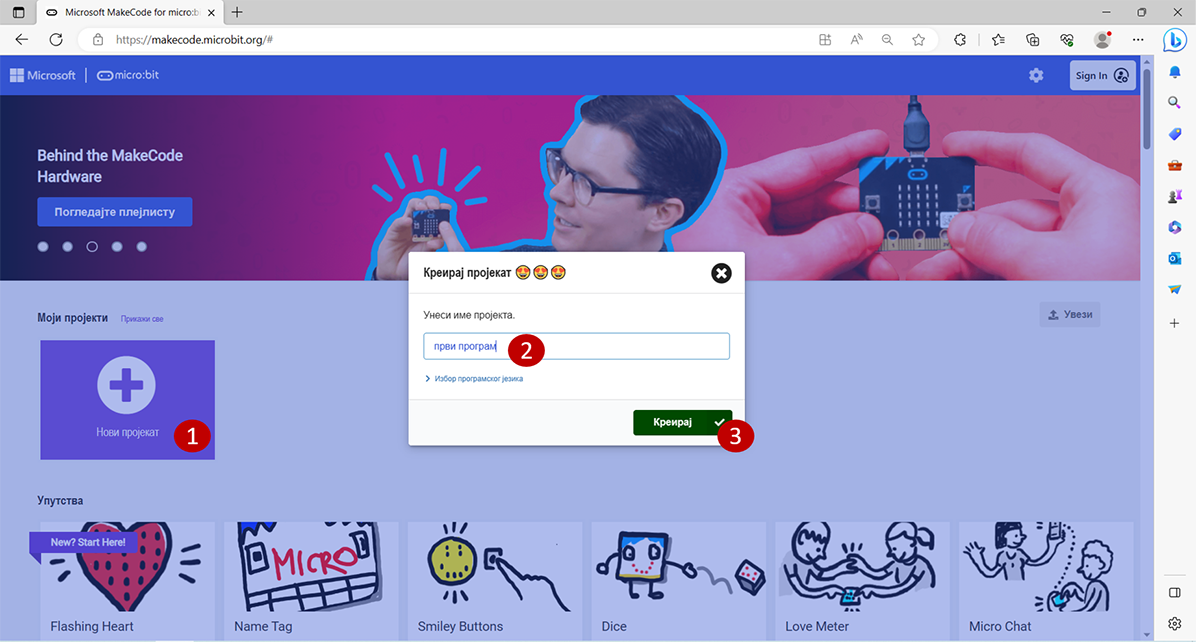 Microsoft MakeCode for micro:b
https://makecode.microbit.org/#
Microsoft
micro:bit
Sign In
Behind the MakeCode
Hardware
Погледајте плејлисту
Креирај пројекат 🤩🤩🤩
Унеси име пројекта.
први програм
2
Избор програмског језика
Креирај
3
Моји пројекти
Прикажи све
Увези
Нови пројекат
1
Упутства
New? Start Here!
MICRO
Flashing Heart
Name Tag
Smiley Buttons
Dice
Love Meter
Micro Chat